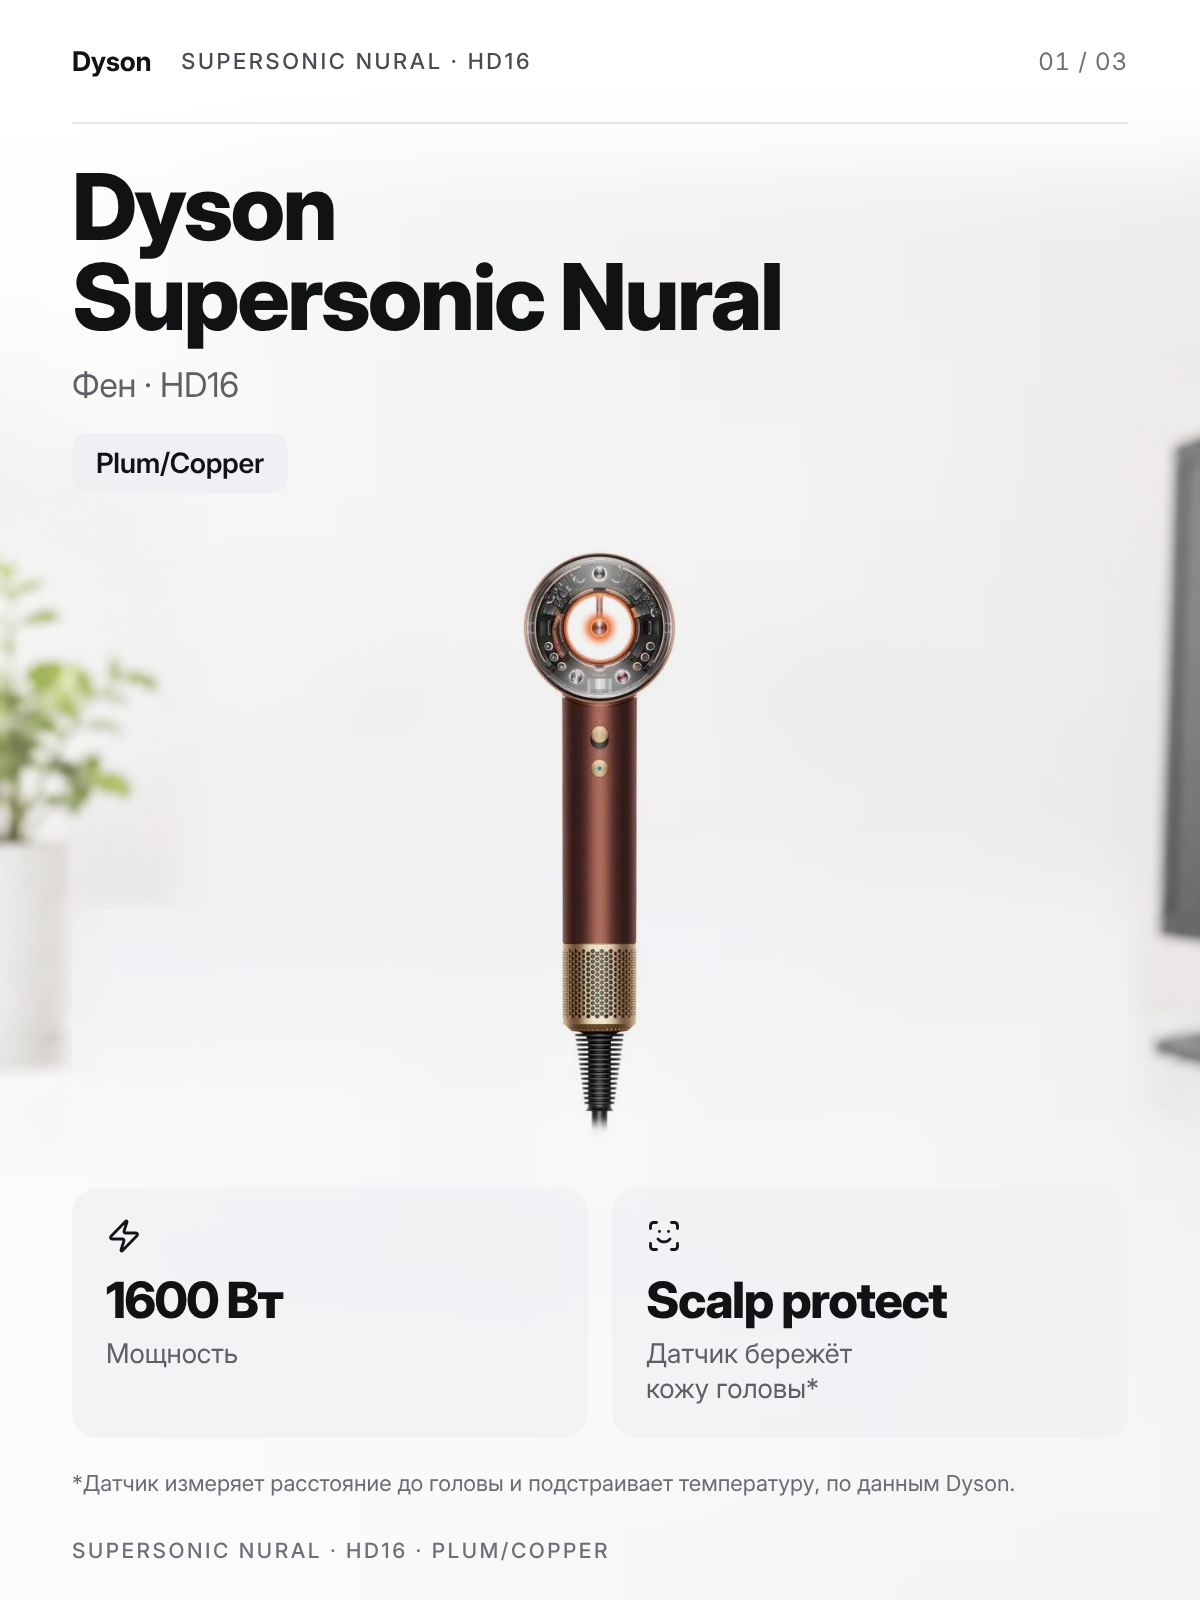 Dyson SUPERSONIC NURAL · HD16 01 / 03
Dyson
Supersonic Nural
Фен · HD16
Plum/Copper
1600 Вт
Мощность
Scalp protect
Датчик бережёт
кожу головы*
*Датчик измеряет расстояние до головы и подстраивает температуру, по данным Dyson.
SUPERSONIC NURAL · HD16 · PLUM/COPPER